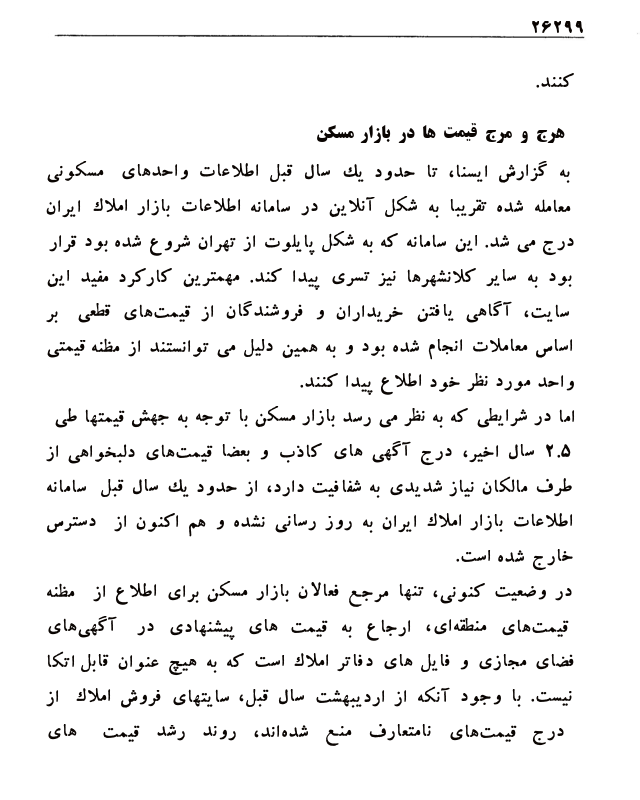 ۲۶۲۹۹
کنند.
هرج و مرج قیمت ها در بازار مسکن
به گزارش ایسنا، تا حدود یك سال قبل اطلاعات واحدهای مسکونی
معامله شده تقریبا به شکل آنلاین در سامانه اطلاعات بازار املاك ایران
درج می شد. این سامانه که به شکل پایلوت از تهران شروع شده بود قرار
بود به سایر کلانشهرها نیز تسری پیدا کند. مهمترین کارکرد مفید این
سایت، آگاهی یافتن خریداران و فروشندگان از قیمت‌های قطعی بر
اساس معاملات انجام شده بود و به همین دلیل می توانستند از مظنه قیمتی
واحد مورد نظر خود اطلاع پیدا کنند.
اما در شرایطی که به نظر می رسد بازار مسکن با توجه به جهش قیمتها طی
۲.۵ سال اخیر، درج آگهی های کاذب و بعضا قیمت‌های دلبخواهی از
طرف مالکان نیاز شدیدی به شفافیت دارد، از حدود یك سال قبل سامانه
اطلاعات بازار املاك ایران به روز رسانی نشده و هم اکنون از دسترس
خارج شده است.
در وضعیت کنونی، تنها مرجع فعالان بازار مسکن برای اطلاع از مظنه
قیمت‌های منطقه‌ای، ارجاع به قیمت های پیشنهادی در آگهی‌های
فضای مجازی و فایل های دفاتر املاك است که به هیچ عنوان قابل اتکا
نیست. با وجود آنکه از اردیبهشت سال قبل، سایتهای فروش املاك از
درج قیمت‌های نامتعارف منع شده‌اند، روند رشد قیمت های